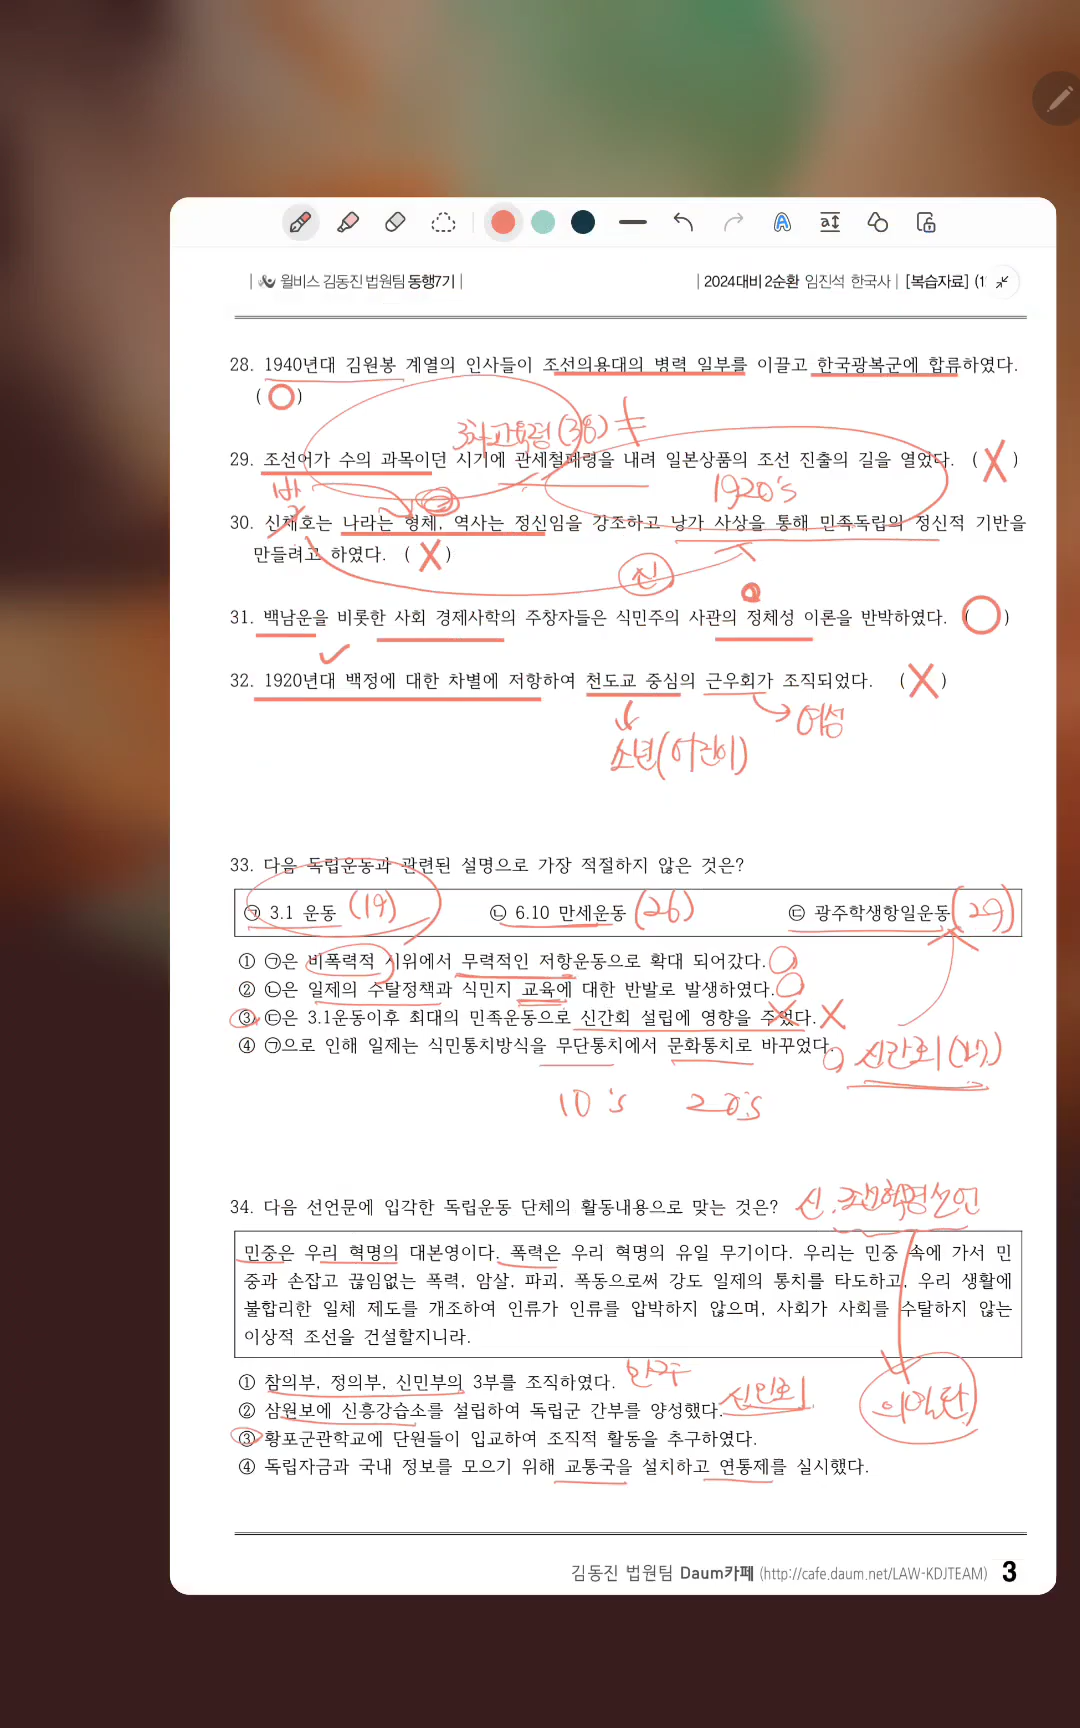 윌비스 김동진 법원팀 동행7기 | | 2024대비 2순환 임진석 한국사 | [복습자료] (1
28. 1940년대 김원봉 계열의 인사들이 조선의용대의 병력 일부를 이끌고 한국광복군에 합류하였다.
(O)
3차교육령(38)
29. 조선어가 수의 과목이던 시기에 관세철폐령을 내려 일본상품의 조선 진출의 길을 열었다. (X)
박
1920's
30. 신채호는 나라는 형체, 역사는 정신임을 강조하고 낭가 사상을 통해 민족독립의 정신적 기반을
만들려고 하였다. (X)
신
31. 백남운을 비롯한 사회 경제사학의 주창자들은 식민주의 사관의 정체성 이론을 반박하였다. (O)
32. 1920년대 백정에 대한 차별에 저항하여 천도교 중심의 근우회가 조직되었다. (X)
여성
소년(어린이)
33. 다음 독립운동과 관련된 설명으로 가장 적절하지 않은 것은?
㉠ 3.1 운동 (19) ㉡ 6.10 만세운동 (26) ㉢ 광주학생항일운동 (29)
① ㉠은 비폭력적 시위에서 무력적인 저항운동으로 확대 되어갔다. O
② ㉡은 일제의 수탈정책과 식민지 교육에 대한 반발로 발생하였다. O
③ ㉢은 3.1운동이후 최대의 민족운동으로 신간회 설립에 영향을 주었다. X
④ ㉠으로 인해 일제는 식민통치방식을 무단통치에서 문화통치로 바꾸었다. O 신간회(27)
10's 20's
34. 다음 선언문에 입각한 독립운동 단체의 활동내용으로 맞는 것은? 신. 조선혁명선언
민중은 우리 혁명의 대본영이다. 폭력은 우리 혁명의 유일 무기이다. 우리는 민중 속에 가서 민
중과 손잡고 끊임없는 폭력, 암살, 파괴, 폭동으로써 강도 일제의 통치를 타도하고, 우리 생활에
불합리한 일체 제도를 개조하여 인류가 인류를 압박하지 않으며, 사회가 사회를 수탈하지 않는
이상적 조선을 건설할지니라.
① 참의부, 정의부, 신민부의 3부를 조직하였다. 만주
② 삼원보에 신흥강습소를 설립하여 독립군 간부를 양성했다. 신민회
의열단
③ 황포군관학교에 단원들이 입교하여 조직적 활동을 추구하였다.
④ 독립자금과 국내 정보를 모으기 위해 교통국을 설치하고 연통제를 실시했다.
김동진 법원팀 Daum카페 (http://cafe.daum.net/LAW-KDJTEAM) 3